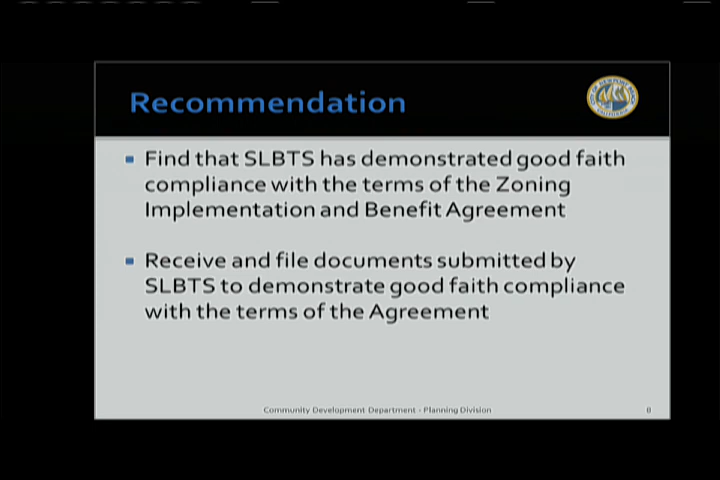 Recommendation
Find that SLBTS has demonstrated good faith
compliance with the terms of the Zoning
Implementation and Benefit Agreement
Receive and file documents submitted by
SLBTS to demonstrate good faith compliance
with the terms of the Agreement
Community Development Department - Planning Division